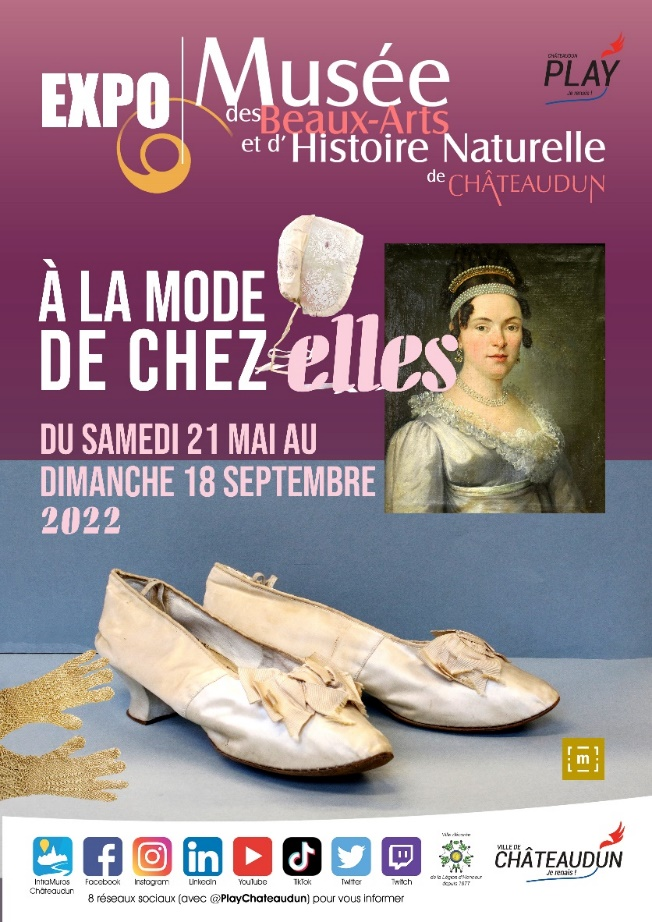 EXPO
Musée
des Beaux-Arts
et d'Histoire Naturelle
de CHÂTEAUDUN
CHÂTEAUDUN
PLAY
Je renais !
À LA MODE
DE CHEZ elles
DU SAMEDI 21 MAI AU
DIMANCHE 18 SEPTEMBRE
2022
m
IntraMuros
Châteaudun
Facebook
Instagram
LinkedIn
YouTube
TikTok
Twitter
Twitch
Ville décorée
de la Légion d'Honneur
depuis 1877
VILLE DE
CHÂTEAUDUN
Je renais !
8 réseaux sociaux (avec @PlayChateaudun) pour vous informer